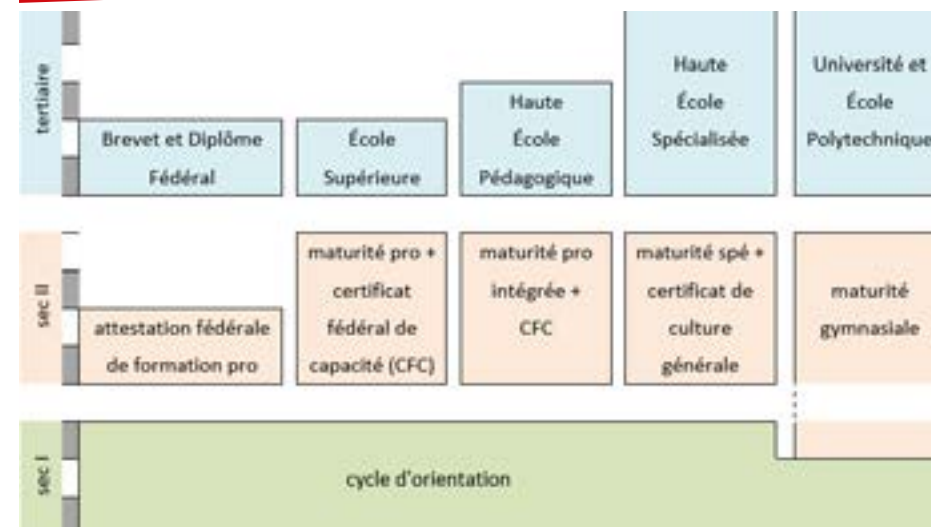 tertiaire
Brevet et Diplôme
Fédéral
École
Supérieure
Haute
École
Pédagogique
Haute
École
Spécialisée
Université et
École
Polytechnique
sec II
attestation fédérale
de formation pro
maturité pro +
certificat
fédéral de
capacité (CFC)
maturité pro
intégrée +
CFC
maturité spé +
certificat de
culture
générale
maturité
gymnasiale
sec I
cycle d'orientation